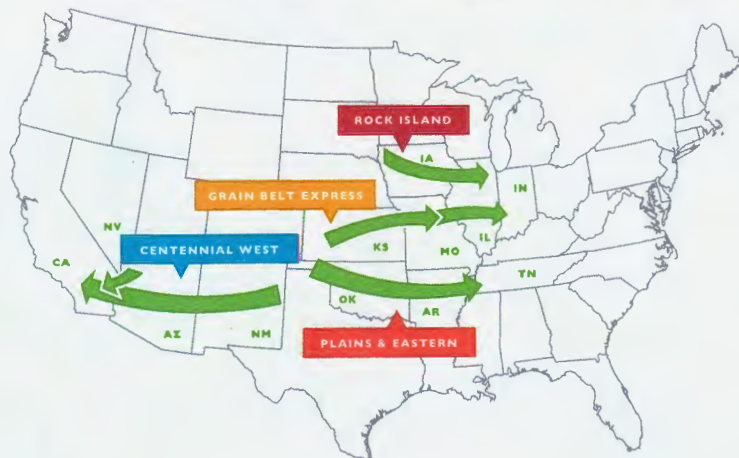 ROCK ISLAND
IA
IN
GRAIN BELT EXPRESS
NV
CENTENNIAL WEST
KS
MO
IL
CA
TN
OK
AR
AZ
NM
PLAINS & EASTERN